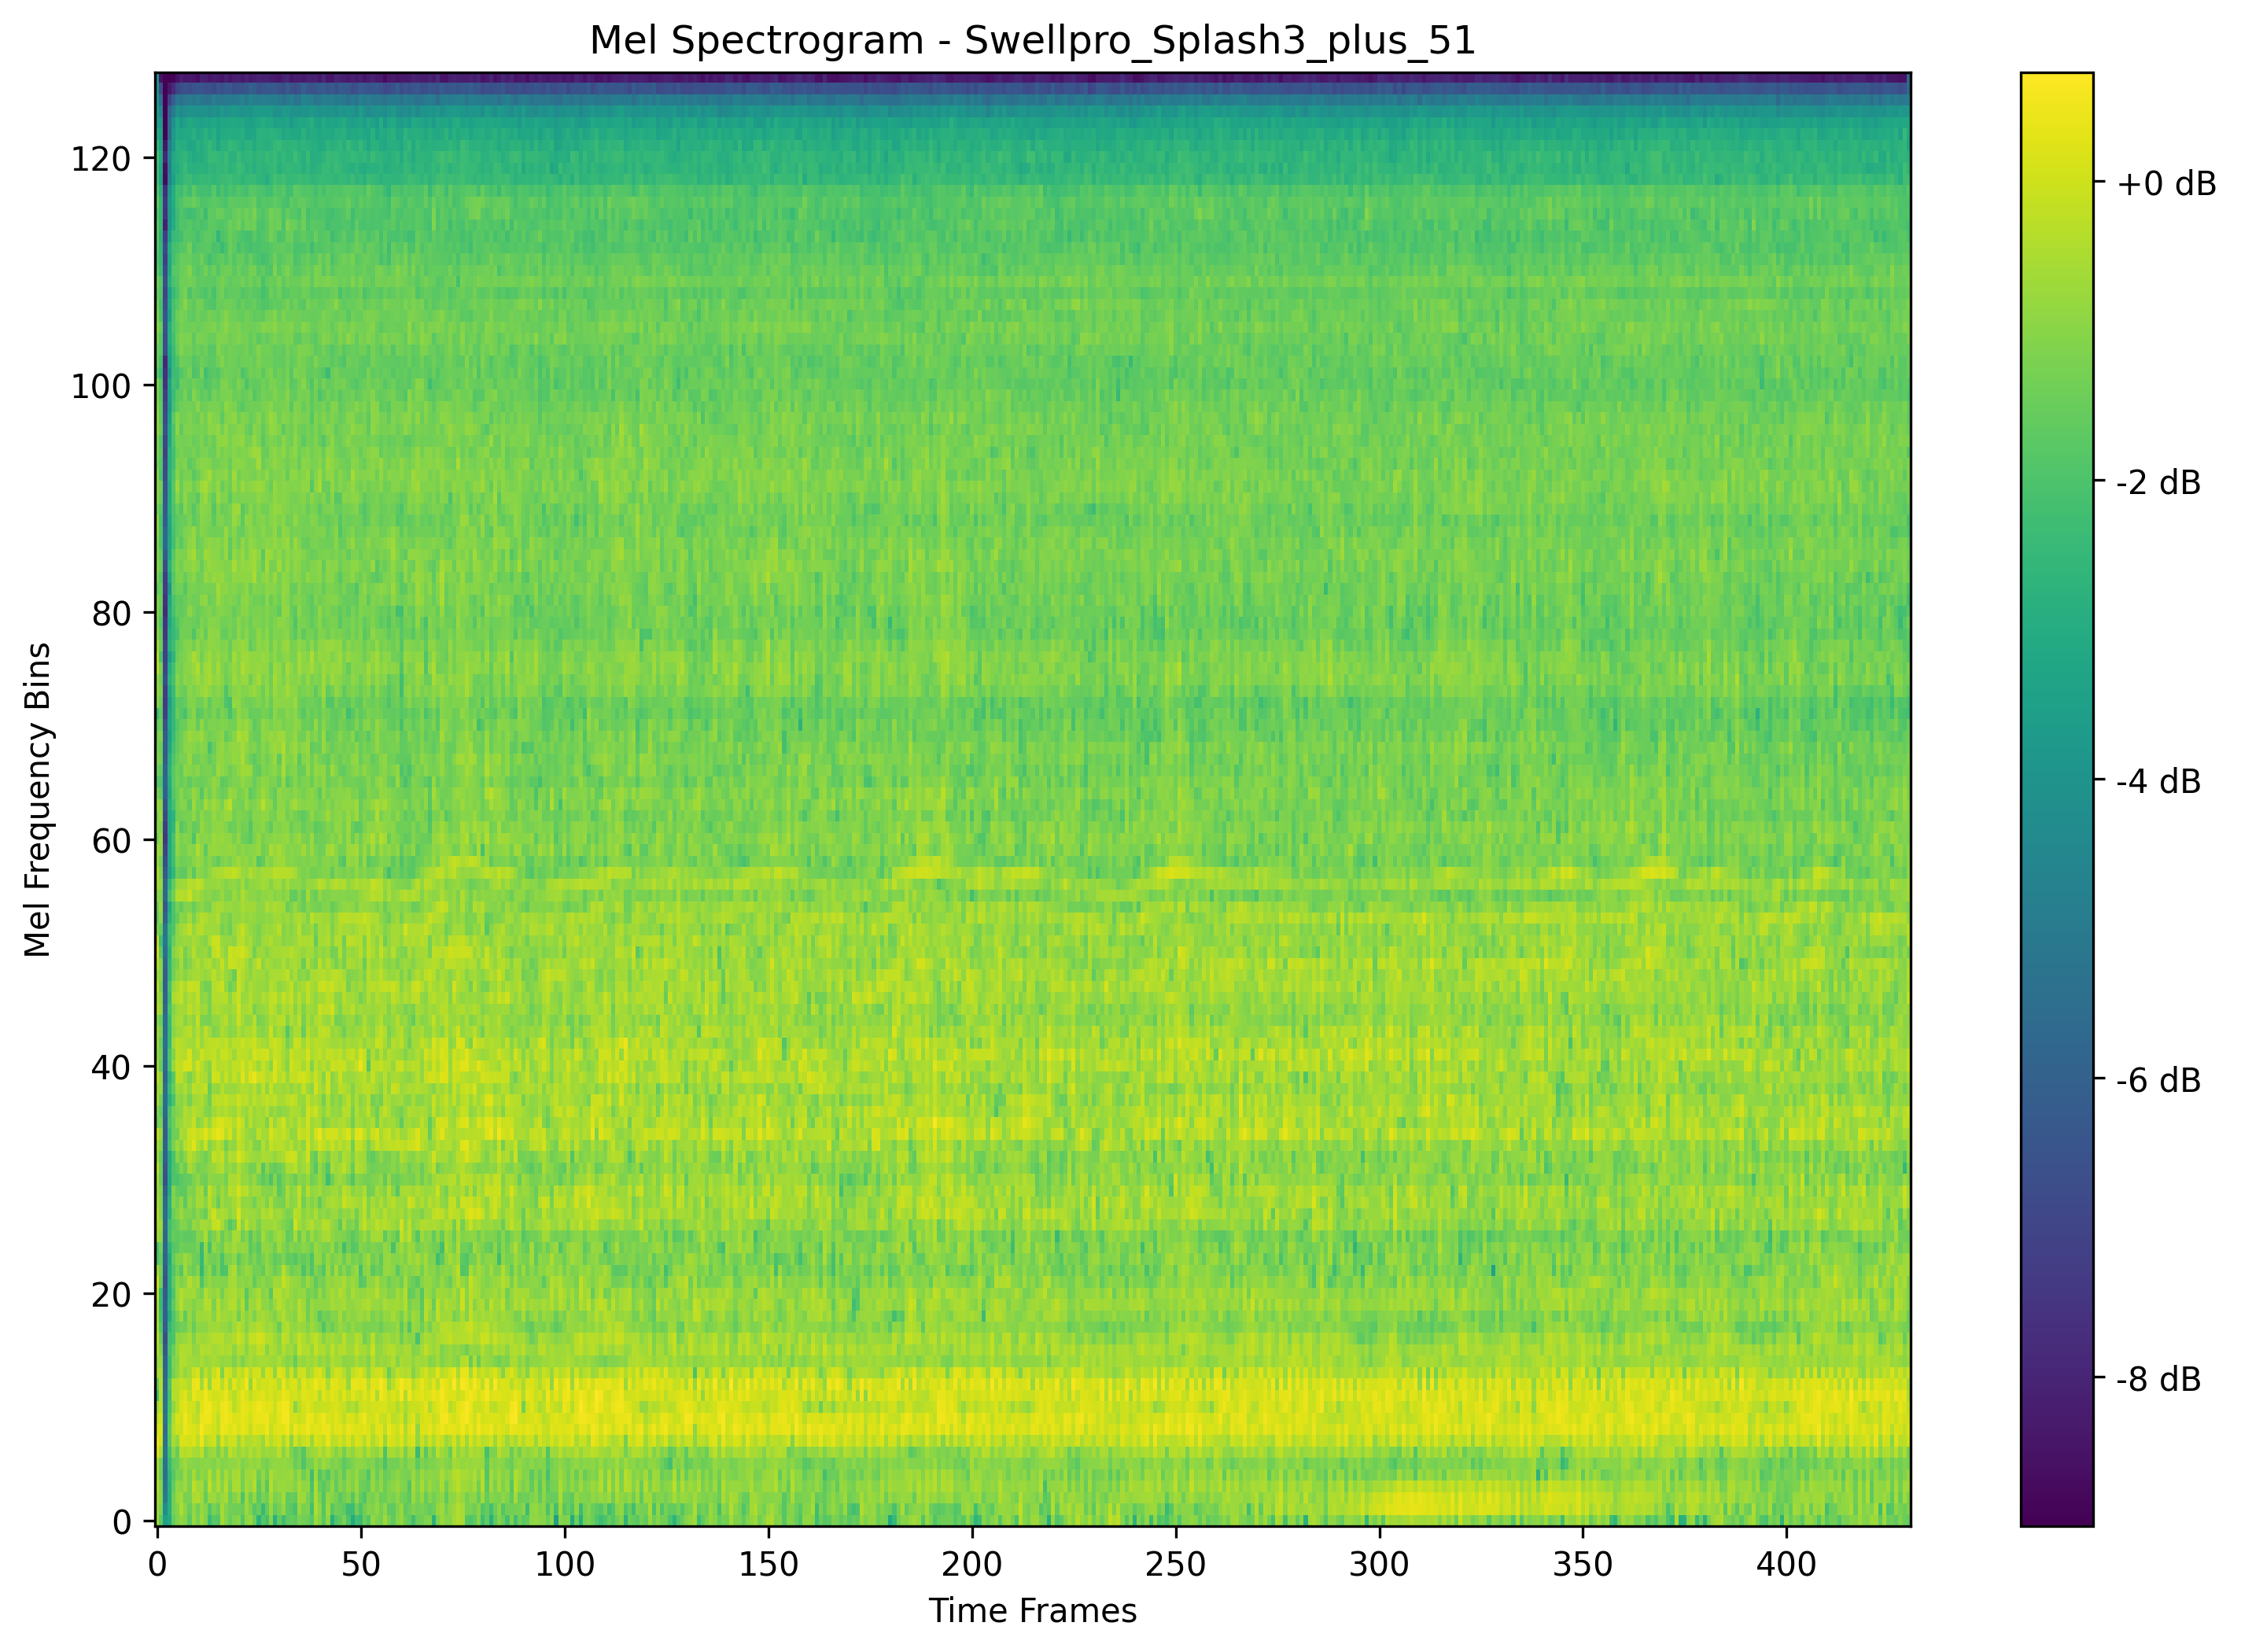 Mel Spectrogram - Swellpro_Splash3_plus_51
Mel Frequency Bins
120
100
80
60
40
20
0
0 50 100 150 200 250 300 350 400
Time Frames
+0 dB
-2 dB
-4 dB
-6 dB
-8 dB